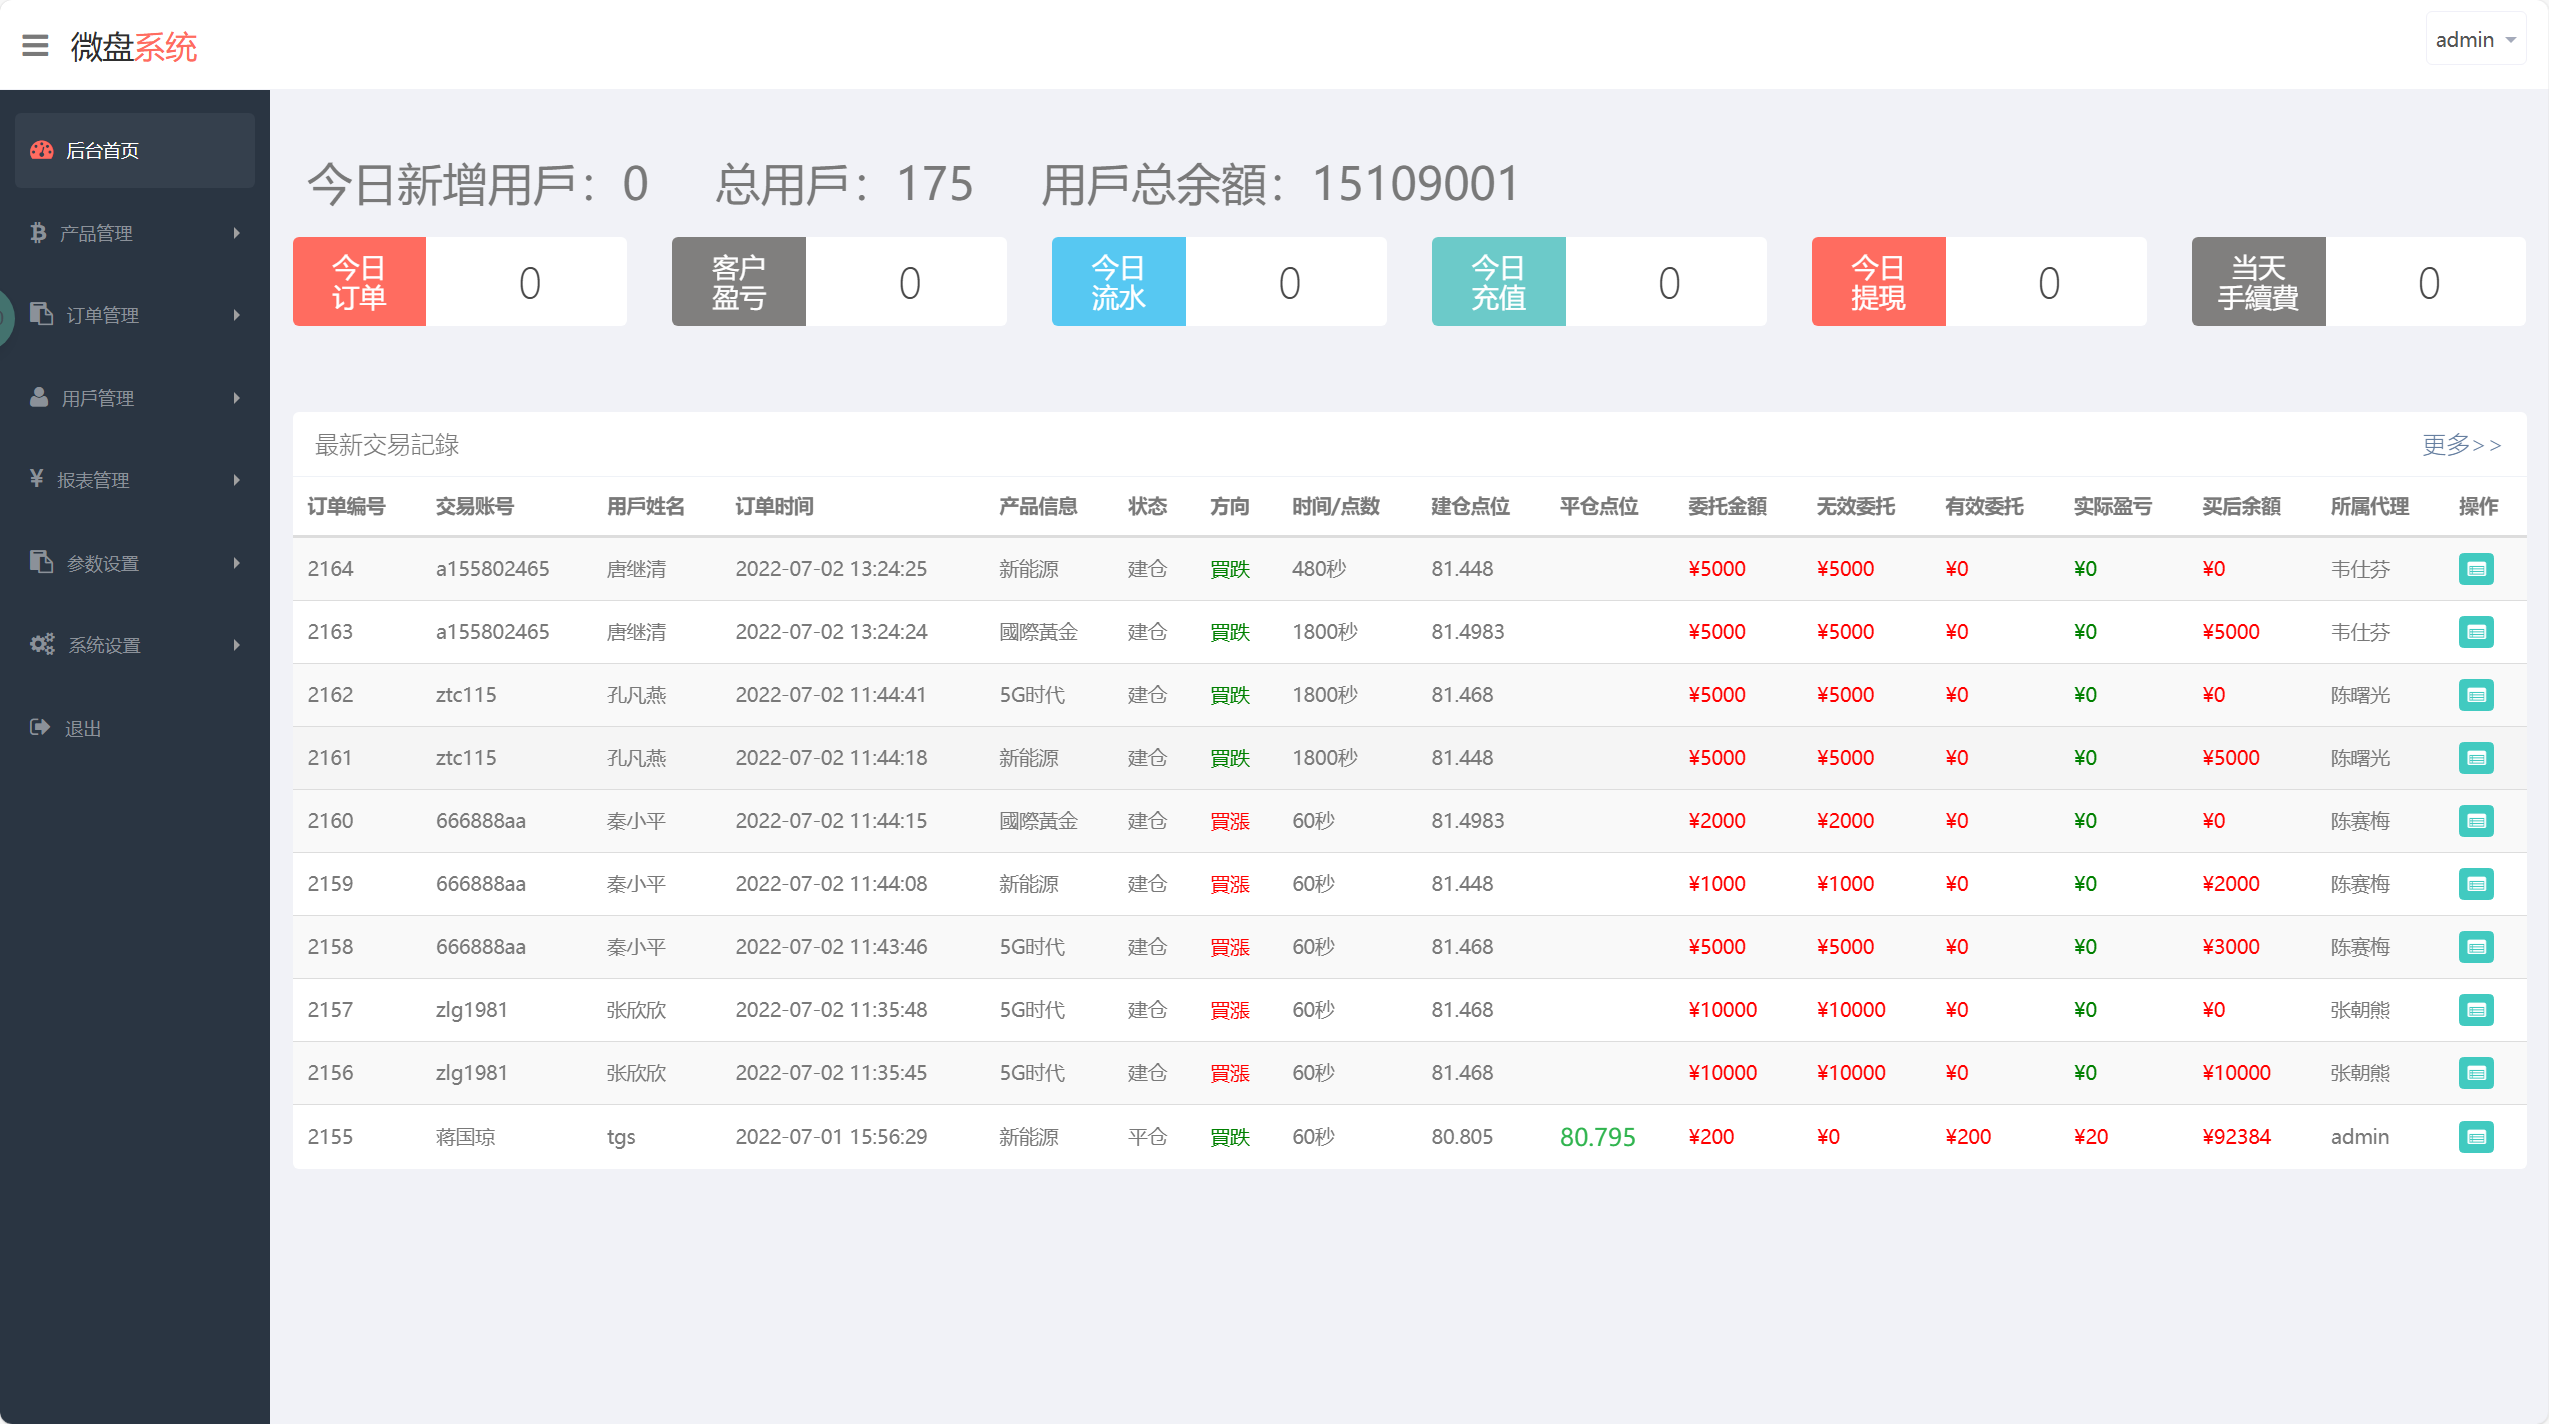 微盘系统
admin
后台首页
产品管理
订单管理
用戶管理
报表管理
参数设置
系统设置
退出
今日新增用戶：0 总用戶：175 用戶总余額：15109001
今日订单 0
客户盈亏 0
今日流水 0
今日充值 0
今日提現 0
当天手續費 0
最新交易記錄 更多>>
订单编号 交易账号 用戶姓名 订单时间 产品信息 状态 方向 时间/点数 建仓点位 平仓点位 委托金額 无效委托 有效委托 实际盈亏 买后余額 所属代理 操作
2164 a155802465 唐继清 2022-07-02 13:24:25 新能源 建仓 買跌 480秒 81.448 ¥5000 ¥5000 ¥0 ¥0 ¥0 韦仕芬
2163 a155802465 唐继清 2022-07-02 13:24:24 國際黃金 建仓 買跌 1800秒 81.4983 ¥5000 ¥5000 ¥0 ¥0 ¥5000 韦仕芬
2162 ztc115 孔凡燕 2022-07-02 11:44:41 5G时代 建仓 買跌 1800秒 81.468 ¥5000 ¥5000 ¥0 ¥0 ¥0 陈曙光
2161 ztc115 孔凡燕 2022-07-02 11:44:18 新能源 建仓 買跌 1800秒 81.448 ¥5000 ¥5000 ¥0 ¥0 ¥5000 陈曙光
2160 666888aa 秦小平 2022-07-02 11:44:15 國際黃金 建仓 買漲 60秒 81.4983 ¥2000 ¥2000 ¥0 ¥0 ¥0 陈赛梅
2159 666888aa 秦小平 2022-07-02 11:44:08 新能源 建仓 買漲 60秒 81.448 ¥1000 ¥1000 ¥0 ¥0 ¥2000 陈赛梅
2158 666888aa 秦小平 2022-07-02 11:43:46 5G时代 建仓 買漲 60秒 81.468 ¥5000 ¥5000 ¥0 ¥0 ¥3000 陈赛梅
2157 zlg1981 张欣欣 2022-07-02 11:35:48 5G时代 建仓 買漲 60秒 81.468 ¥10000 ¥10000 ¥0 ¥0 ¥0 张朝熊
2156 zlg1981 张欣欣 2022-07-02 11:35:45 5G时代 建仓 買漲 60秒 81.468 ¥10000 ¥10000 ¥0 ¥0 ¥10000 张朝熊
2155 蒋国琼 tgs 2022-07-01 15:56:29 新能源 平仓 買跌 60秒 80.805 80.795 ¥200 ¥0 ¥200 ¥20 ¥92384 admin